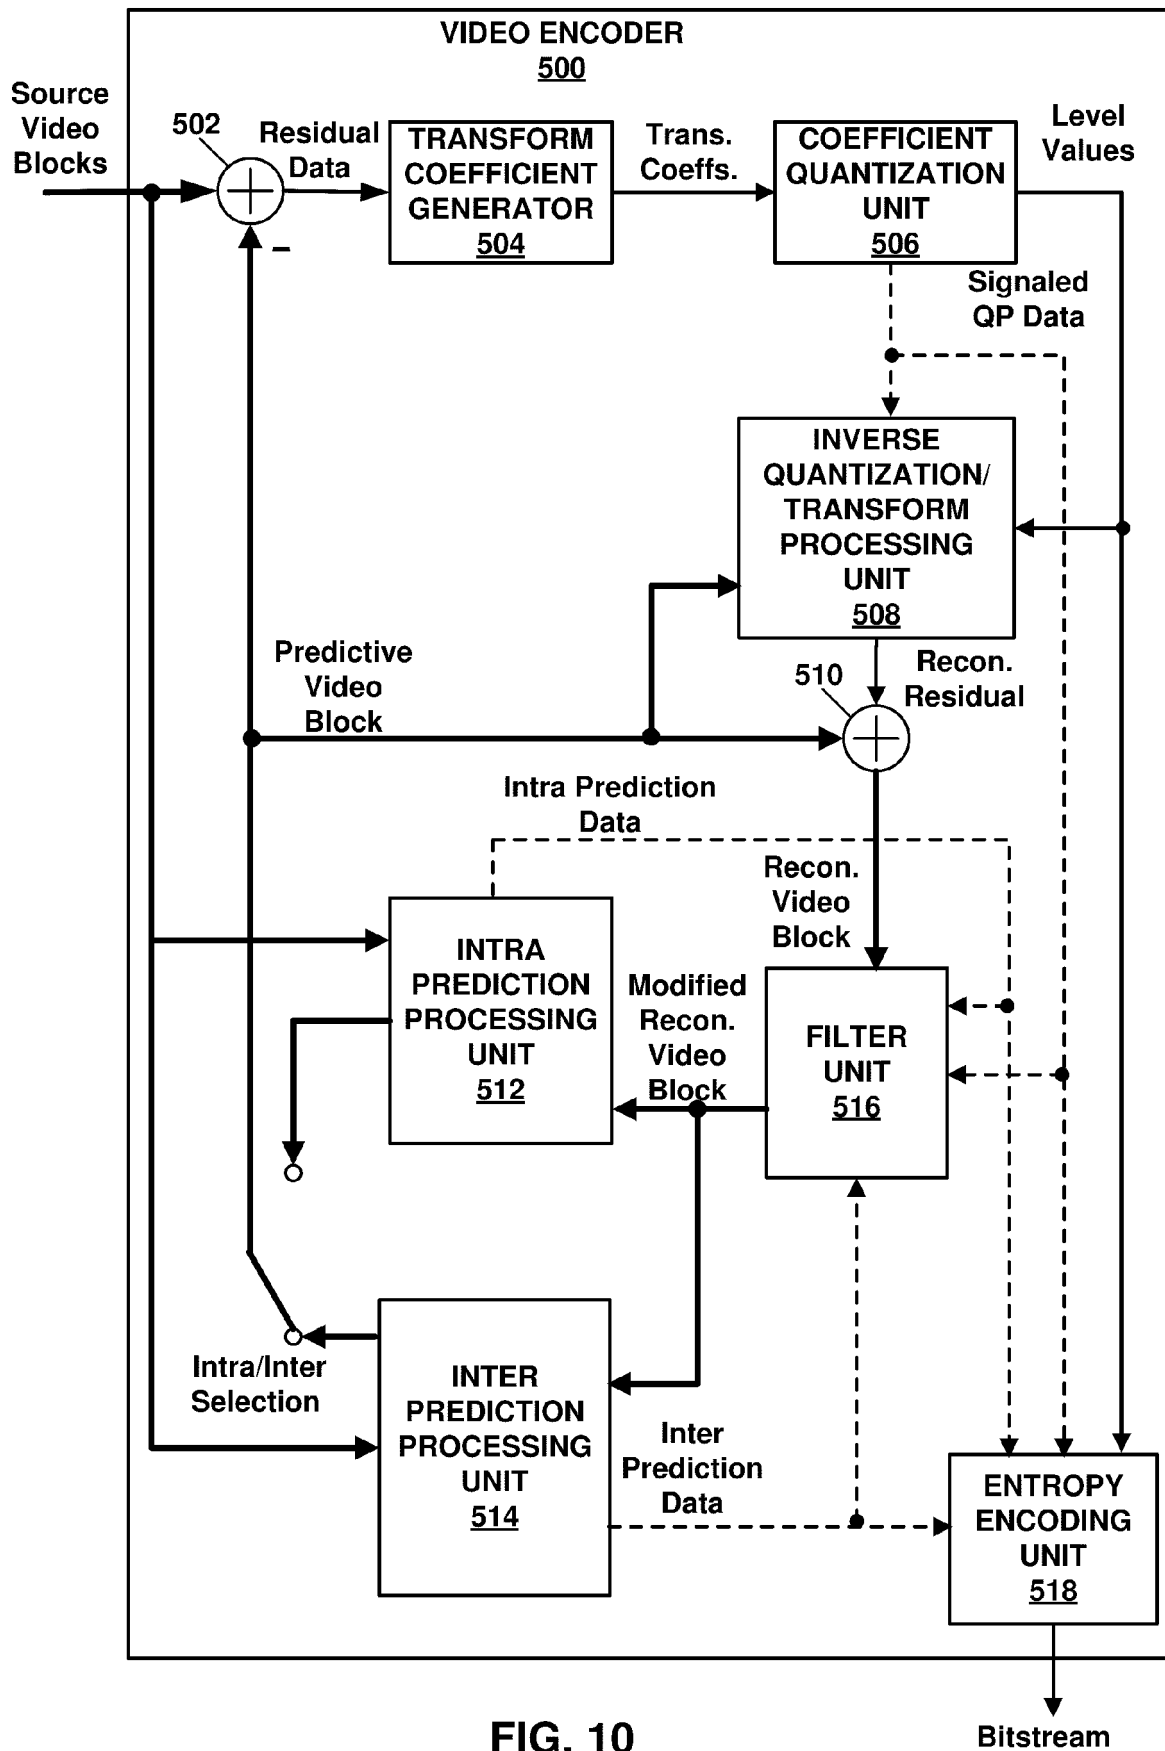 VIDEO ENCODER
500
Source
Video
Blocks
502
Residual
Data
TRANSFORM
COEFFICIENT
GENERATOR
504
Trans.
Coeffs.
COEFFICIENT
QUANTIZATION
UNIT
506
Level
Values
–
Signaled
QP Data
INVERSE
QUANTIZATION/
TRANSFORM
PROCESSING
UNIT
508
Predictive
Video
Block
510
Recon.
Residual
Intra Prediction
Data
Recon.
Video
Block
INTRA
PREDICTION
PROCESSING
UNIT
512
Modified
Recon.
Video
Block
FILTER
UNIT
516
Intra/Inter
Selection
INTER
PREDICTION
PROCESSING
UNIT
514
Inter
Prediction
Data
ENTROPY
ENCODING
UNIT
518
FIG. 10
Bitstream